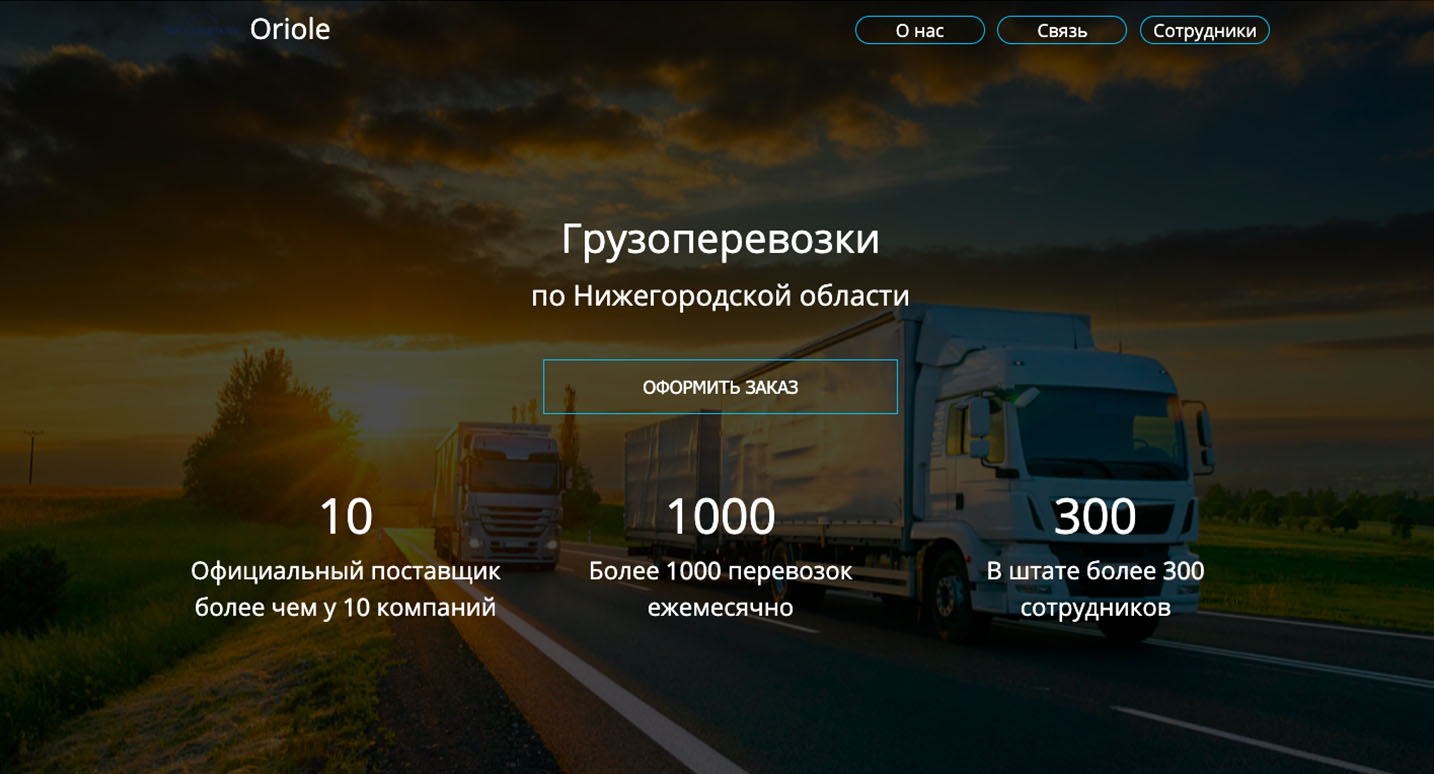 Oriole
О нас
Связь
Сотрудники
Грузоперевозки
по Нижегородской области
ОФОРМИТЬ ЗАКАЗ
10
1000
300
Официальный поставщик
более чем у 10 компаний
Более 1000 перевозок
ежемесячно
В штате более 300
сотрудников